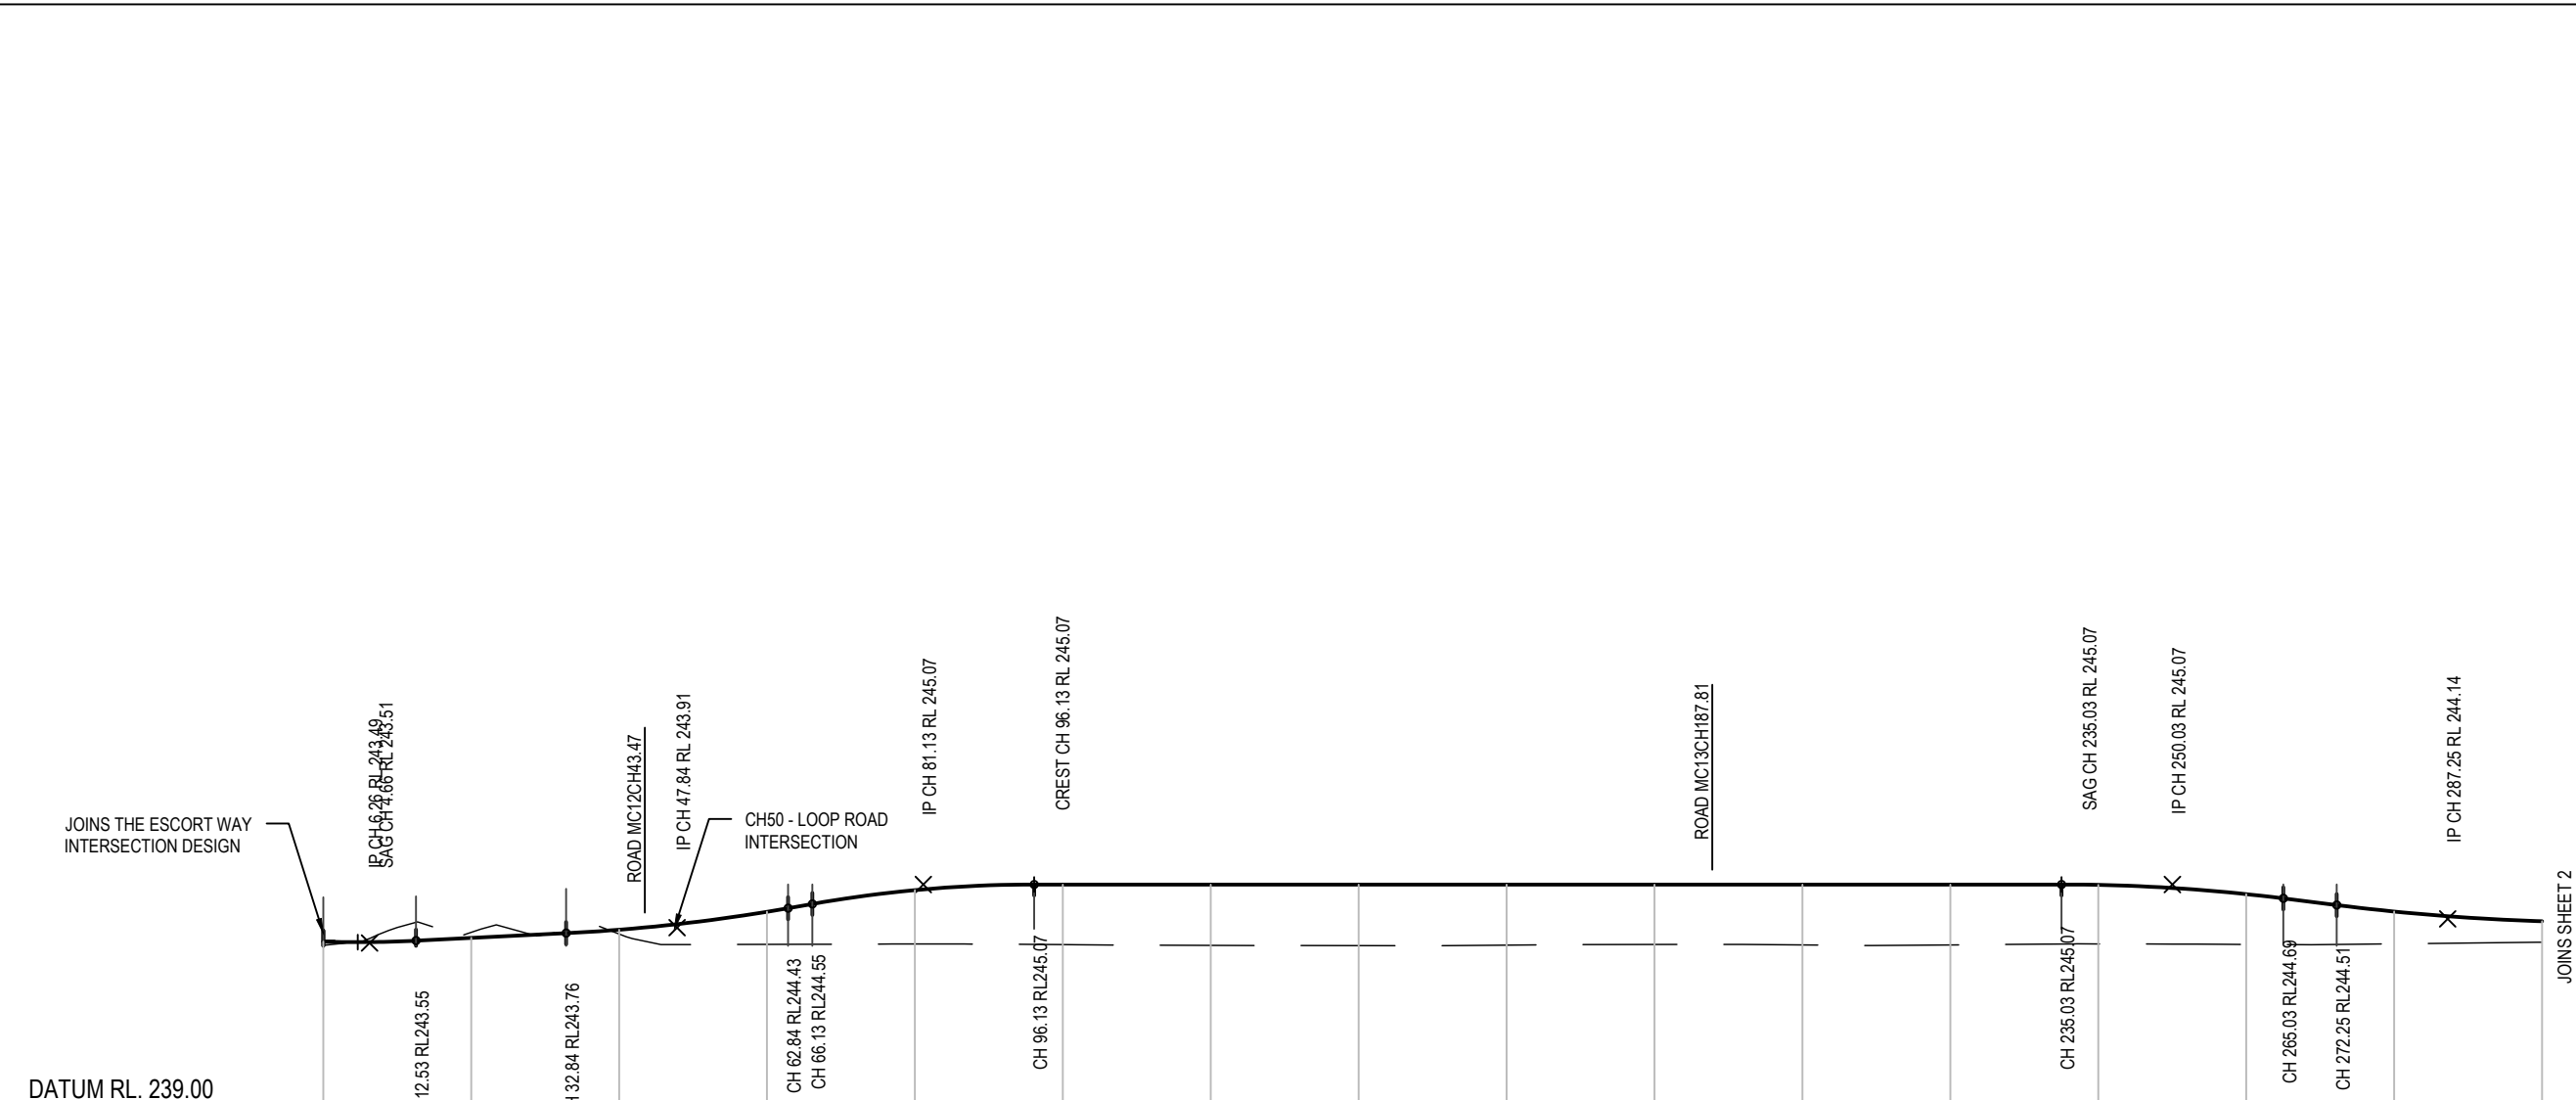 JOINS THE ESCORT WAY
INTERSECTION DESIGN
IP CH 6.26 RL 243.49
SAG CH 4.66 RL 243.51
ROAD MC12CH43.47
IP CH 47.84 RL 243.91
CH50 - LOOP ROAD
INTERSECTION
IP CH 81.13 RL 245.07
CREST CH 96.13 RL 245.07
ROAD MC13CH187.81
SAG CH 235.03 RL 245.07
IP CH 250.03 RL 245.07
IP CH 287.25 RL 244.14
JOINS SHEET 2
12.53 RL243.55
32.84 RL243.76
CH 62.84 RL244.43
CH 66.13 RL244.55
CH 96.13 RL245.07
CH 235.03 RL245.07
CH 265.03 RL244.69
CH 272.25 RL244.51
DATUM RL. 239.00